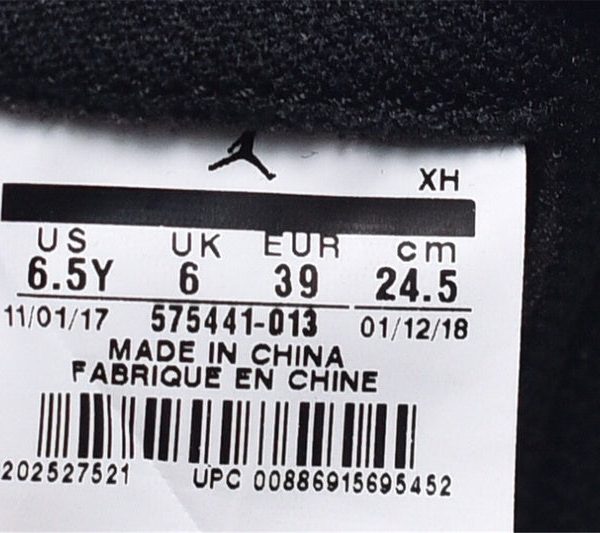 XH
US UK EUR cm
6.5Y 6 39 24.5
11/01/17 575441-013 01/12/18
MADE IN CHINA
FABRIQUE EN CHINE
202527521 UPC 00886915695452